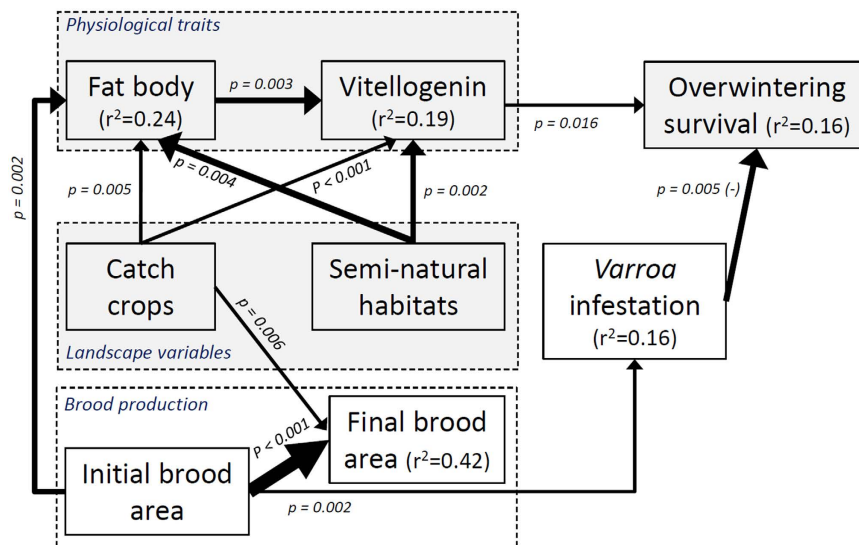 Physiological traits
Fat body
(r²=0.24)
p = 0.003
Vitellogenin
(r²=0.19)
p = 0.016
Overwintering
survival (r²=0.16)
p = 0.002
p = 0.005
p = 0.004
P < 0.001
p = 0.002
p = 0.005 (-)
Catch
crops
Semi-natural
habitats
Landscape variables
p = 0.006
Varroa
infestation
(r²=0.16)
Brood production
Initial brood
area
P < 0.001
Final brood
area (r²=0.42)
p = 0.002